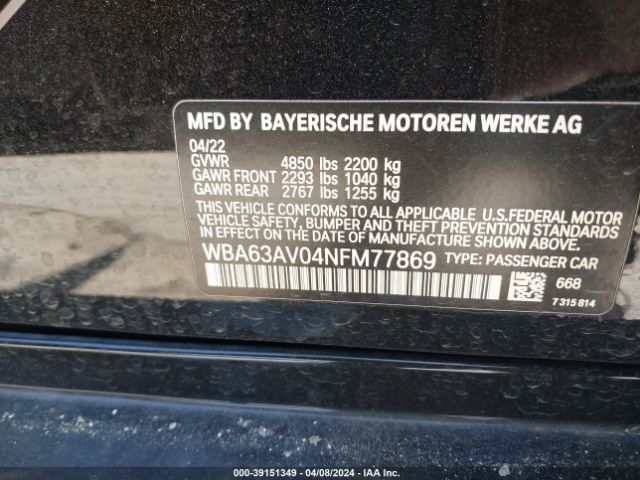 MFD BY BAYERISCHE MOTOREN WERKE AG
04/22
GVWR 4850 lbs 2200 kg
GAWR FRONT 2293 lbs 1040 kg
GAWR REAR 2767 lbs 1255 kg
THIS VEHICLE CONFORMS TO ALL APPLICABLE U.S.FEDERAL MOTOR
VEHICLE SAFETY, BUMPER AND THEFT PREVENTION STANDARDS
IN EFFECT ON THE DATE OF MANUFACTURE SHOWN ABOVE.
WBA63AV04NFM77869 TYPE: PASSENGER CAR
668
7315814
000-39151349 - 04/08/2024 - IAA Inc.